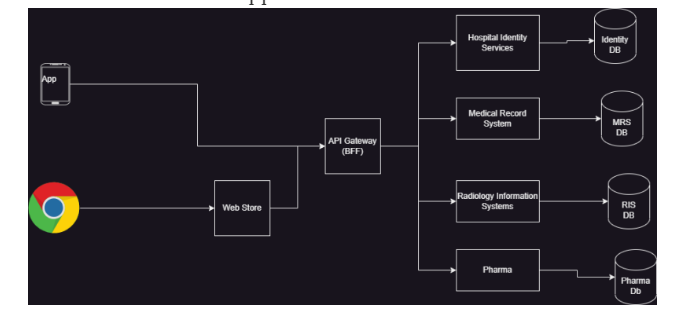 App
Web Store
API Gateway
(BFF)
Hospital Identity
Services
Identity
DB
Medical Record
System
MRS
DB
Radiology Information
Systems
RIS
DB
Pharma
Pharma
Db